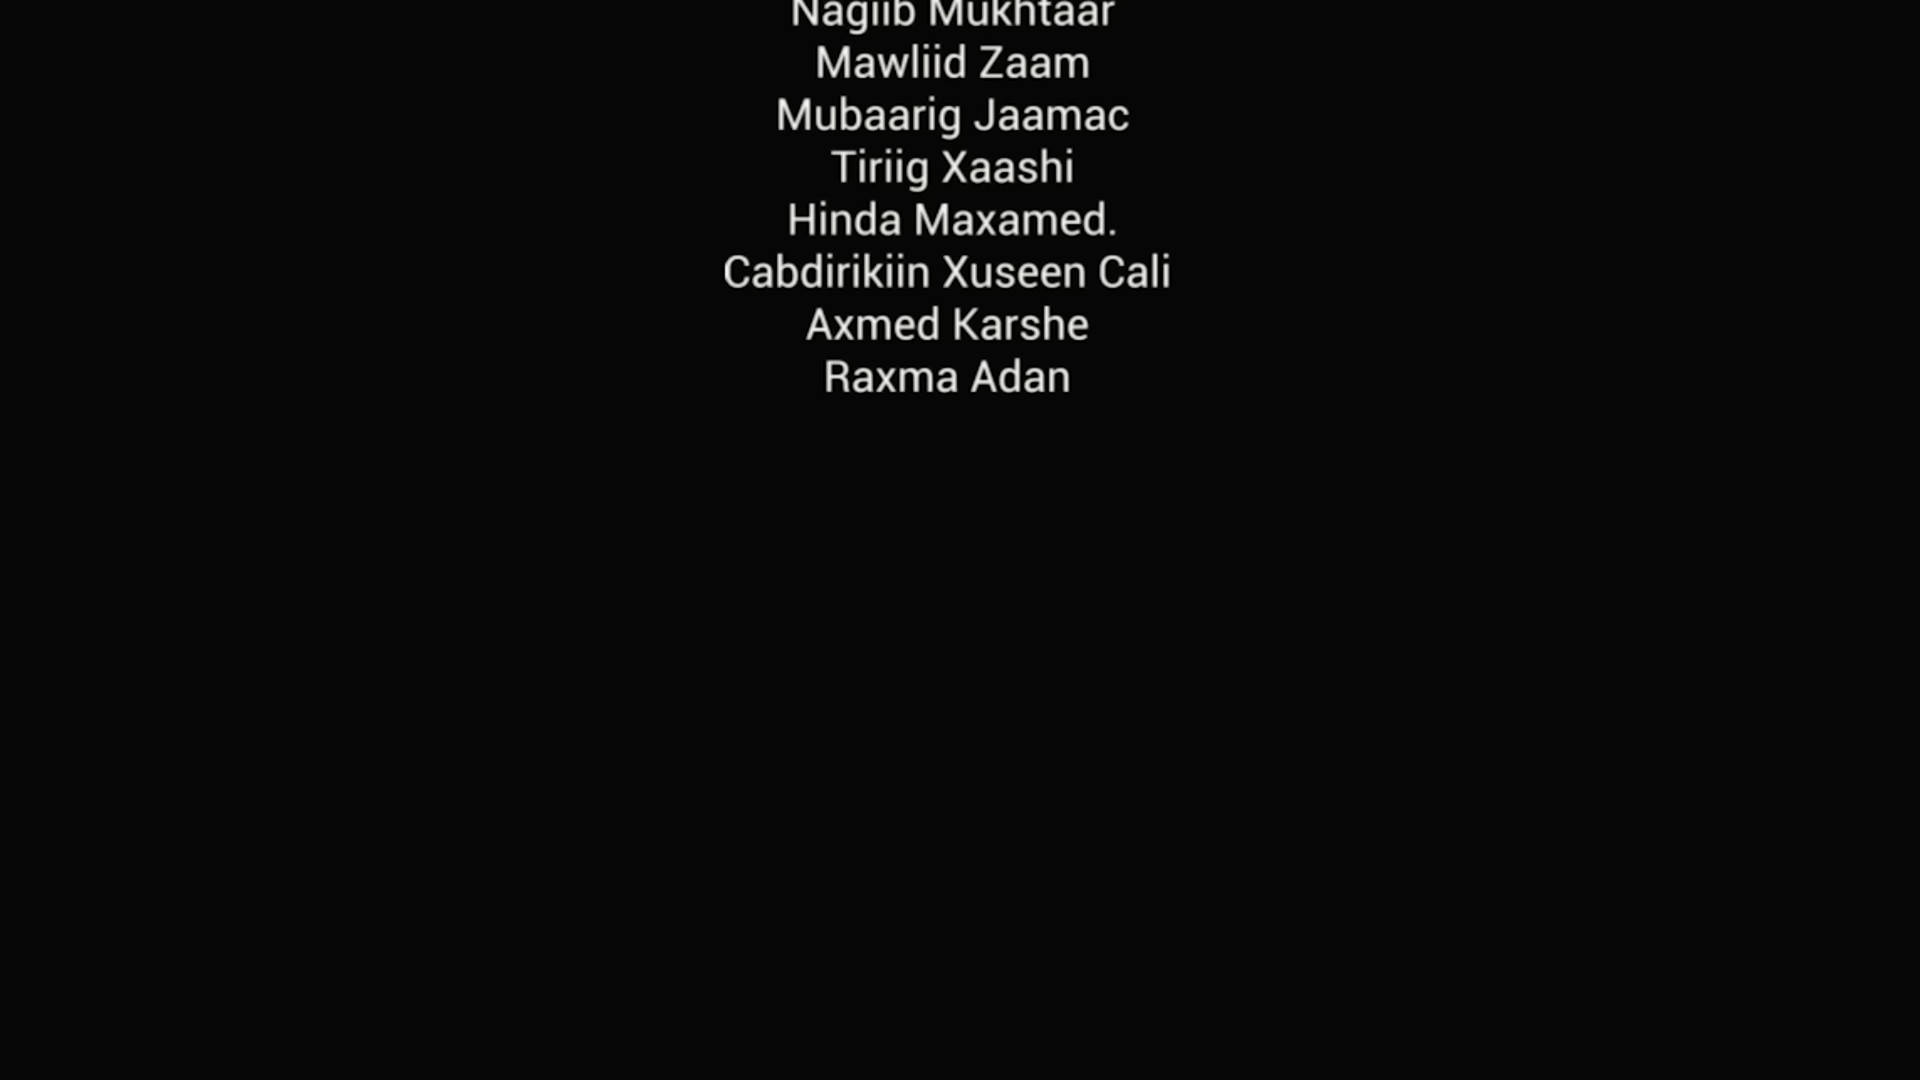 Nagiib Mukhtaar
Mawliid Zaam
Mubaarig Jaamac
Tiriig Xaashi
Hinda Maxamed.
Cabdirikiin Xuseen Cali
Axmed Karshe
Raxma Adan